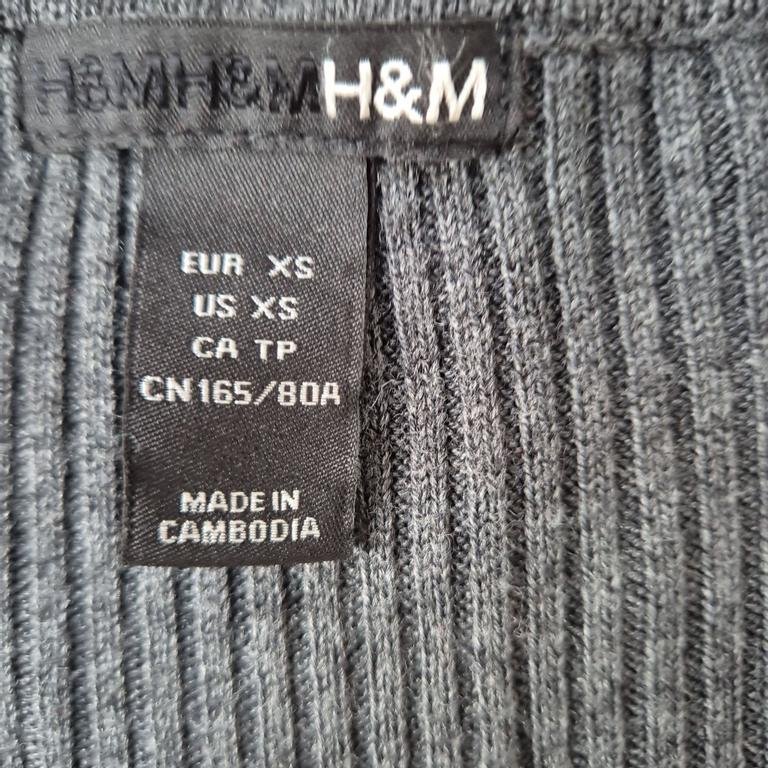 H&MH&MH&M
EUR XS
US XS
CA TP
CN165/80A
MADE IN
CAMBODIA